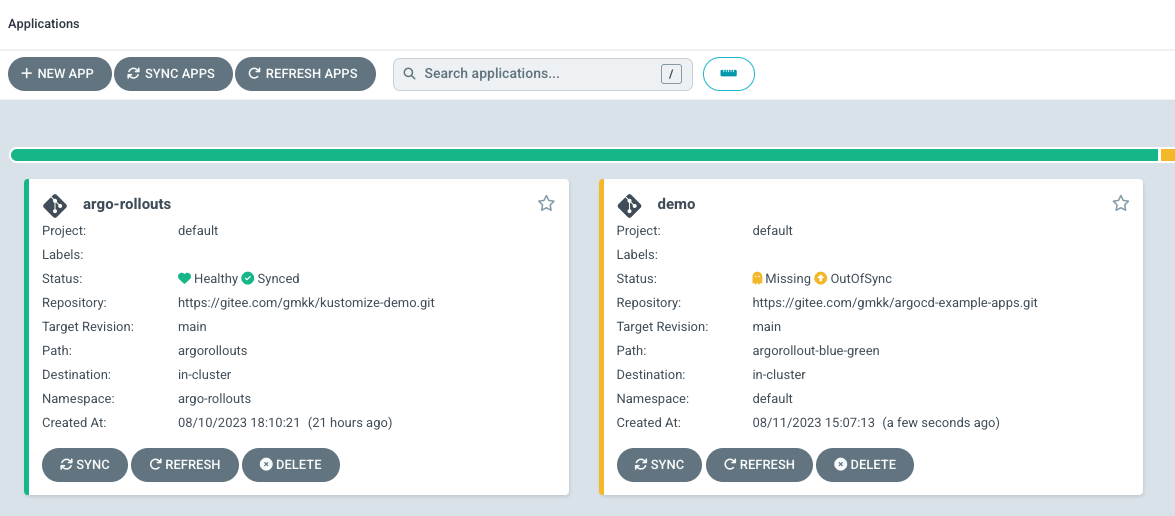 Applications
NEW APP SYNC APPS REFRESH APPS Search applications... /
argo-rollouts
Project: default
Labels:
Status: Healthy Synced
Repository: https://gitee.com/gmkk/kustomize-demo.git
Target Revision: main
Path: argorollouts
Destination: in-cluster
Namespace: argo-rollouts
Created At: 08/10/2023 18:10:21 (21 hours ago)
SYNC REFRESH DELETE
demo
Project: default
Labels:
Status: Missing OutOfSync
Repository: https://gitee.com/gmkk/argocd-example-apps.git
Target Revision: main
Path: argorollout-blue-green
Destination: in-cluster
Namespace: default
Created At: 08/11/2023 15:07:13 (a few seconds ago)
SYNC REFRESH DELETE